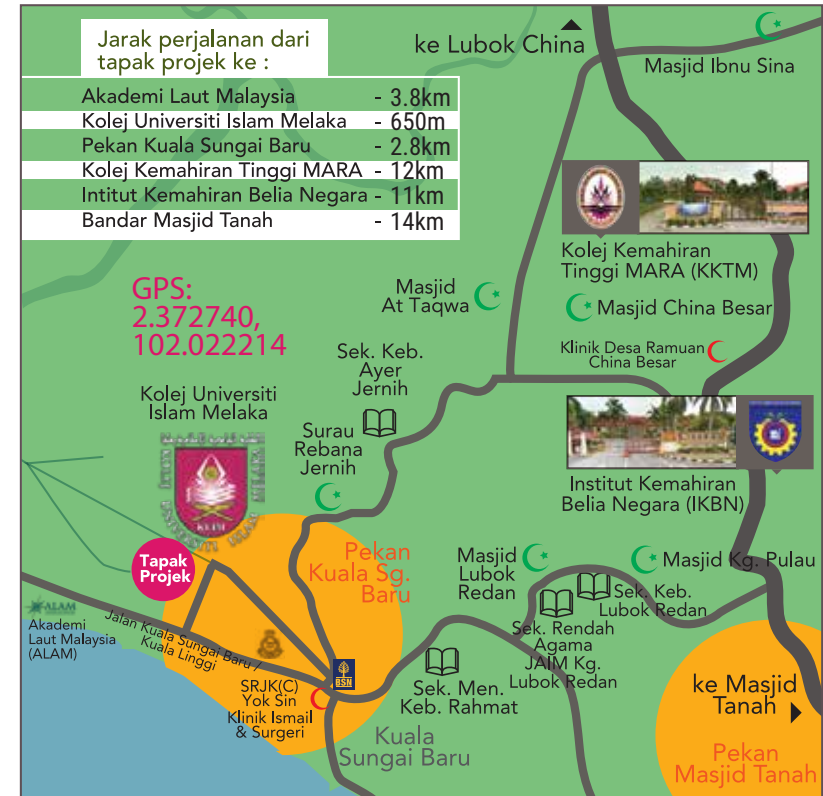 Jarak perjalanan dari
tapak projek ke :
Akademi Laut Malaysia - 3.8km
Kolej Universiti Islam Melaka - 650m
Pekan Kuala Sungai Baru - 2.8km
Kolej Kemahiran Tinggi MARA - 12km
Intitut Kemahiran Belia Negara - 11km
Bandar Masjid Tanah - 14km
ke Lubok China
Masjid Ibnu Sina
Kolej Kemahiran
Tinggi MARA (KKTM)
GPS:
2.372740,
102.022214
Masjid
At Taqwa
Masjid China Besar
Klinik Desa Ramuan
China Besar
Sek. Keb.
Ayer
Jernih
Kolej Universiti
Islam Melaka
KUIM
UNIVERSITI ISLAM MELAKA
Surau
Rebana
Jernih
Institut Kemahiran
Belia Negara (IKBN)
Tapak
Projek
Pekan
Kuala Sg.
Baru
Masjid
Lubok
Redan
Masjid Kg. Pulau
Sek. Keb.
Lubok Redan
Sek. Rendah
Agama
JAIM Kg.
Lubok Redan
ALAM
Akademi
Laut Malaysia
(ALAM)
Jalan Kuala Sungai Baru /
Kuala Linggi
BSN
SRJK(C)
Yok Sin
Klinik Ismail
& Surgeri
Sek. Men.
Keb. Rahmat
Kuala
Sungai Baru
ke Masjid
Tanah
Pekan
Masjid Tanah